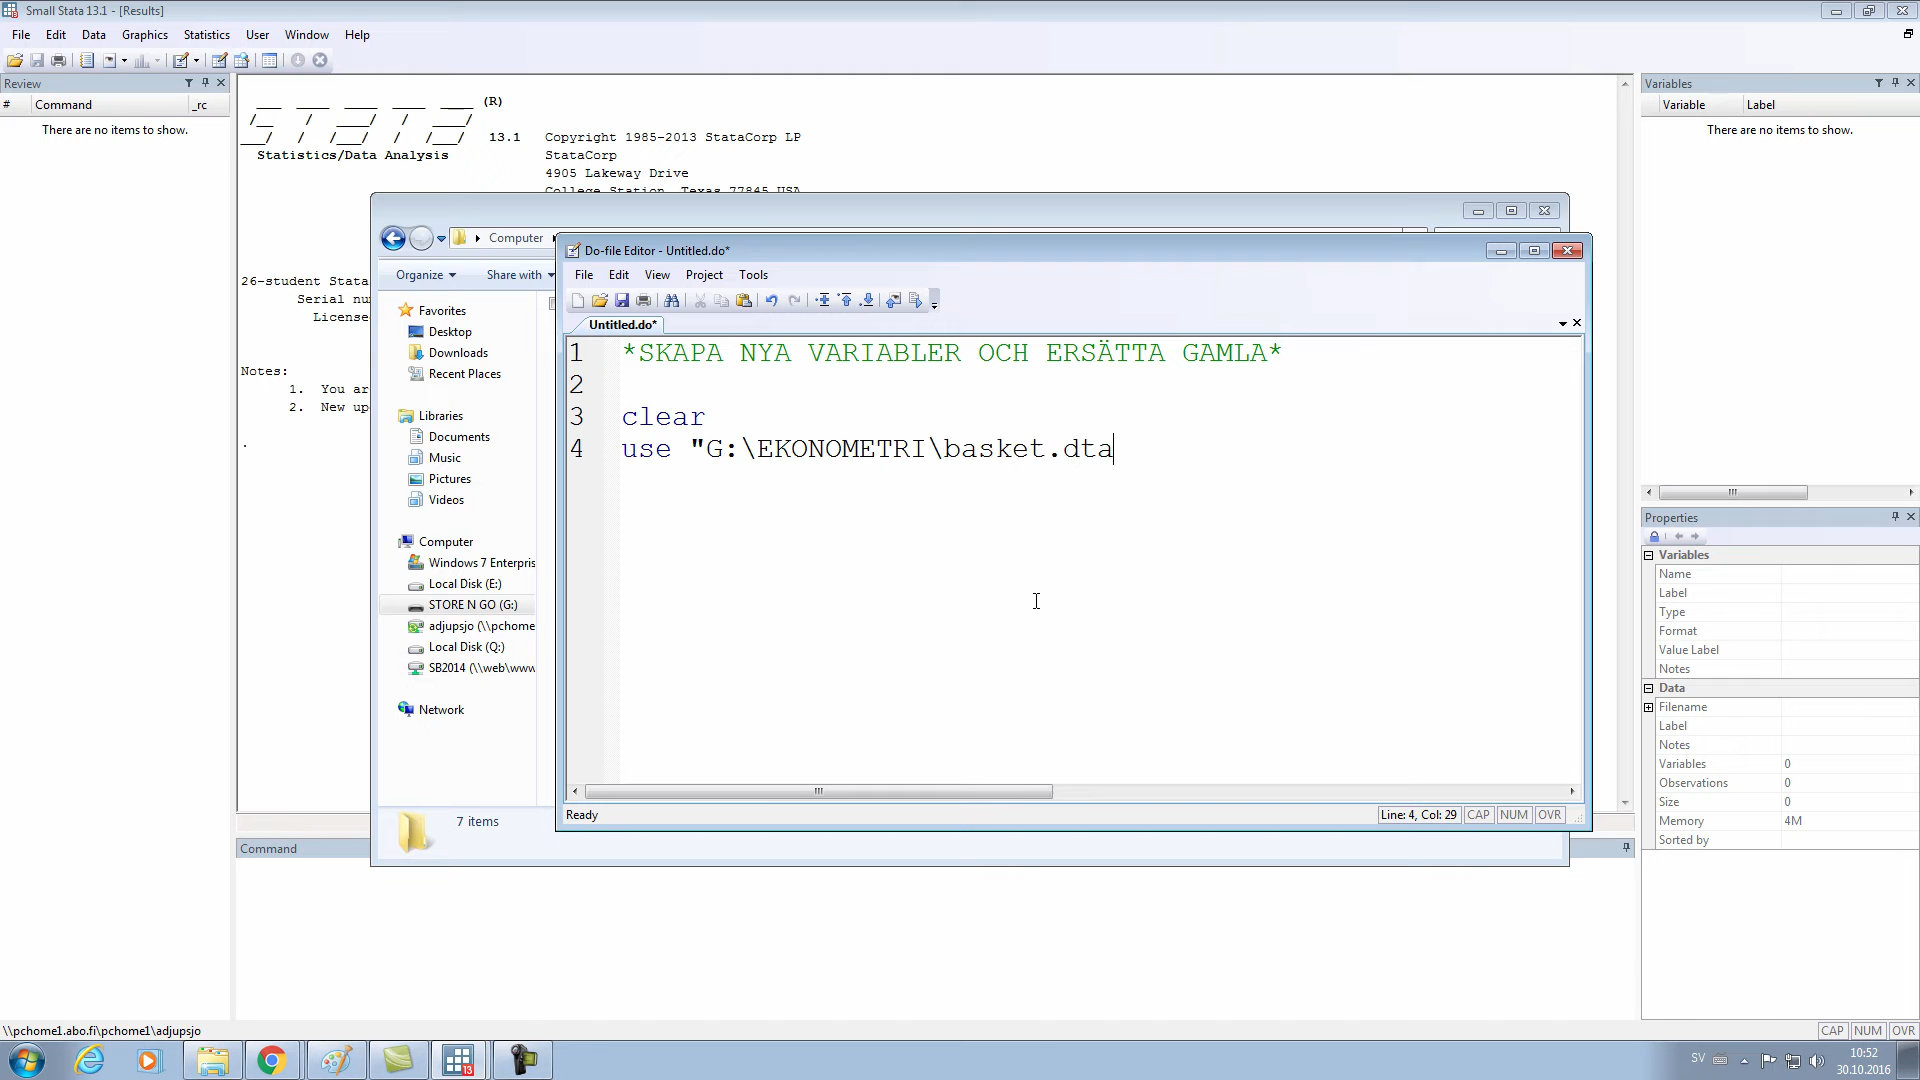 Small Stata 13.1 - [Results]
File Edit Data Graphics Statistics User Window Help
Review
# Command _rc
There are no items to show.
(R)
13.1 Copyright 1985-2013 StataCorp LP
Statistics/Data Analysis StataCorp
4905 Lakeway Drive
College Station, Texas 77845 USA
26-student Stata
Serial nu
License
Notes:
1. You ar
2. New up
.
Computer
Organize Share with
Favorites
Desktop
Downloads
Recent Places
Libraries
Documents
Music
Pictures
Videos
Computer
Windows 7 Enterpris
Local Disk (E:)
STORE N GO (G:)
adjupsjo (\\pchome
Local Disk (Q:)
SB2014 (\\web\www
Network
7 items
Do-file Editor - Untitled.do*
File Edit View Project Tools
Untitled.do*
1 *SKAPA NYA VARIABLER OCH ERSÄTTA GAMLA*
2
3 clear
4 use "G:\EKONOMETRI\basket.dta
Ready Line: 4, Col: 29 CAP NUM OVR
Command
Variables
Variable Label
There are no items to show.
Properties
Variables
Name
Label
Type
Format
Value Label
Notes
Data
Filename
Label
Notes
Variables 0
Observations 0
Size 0
Memory 4M
Sorted by
\\pchome1.abo.fi\pchome1\adjupsjo CAP NUM OVR
13
SV
10:52
30.10.2016